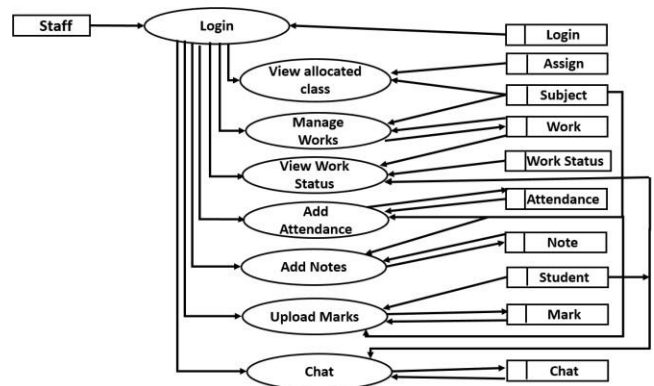 Staff
Login
Login
View allocated
class
Assign
Subject
Manage
Works
Work
View Work
Status
Work Status
Add
Attendance
Attendance
Add Notes
Note
Student
Upload Marks
Mark
Chat
Chat